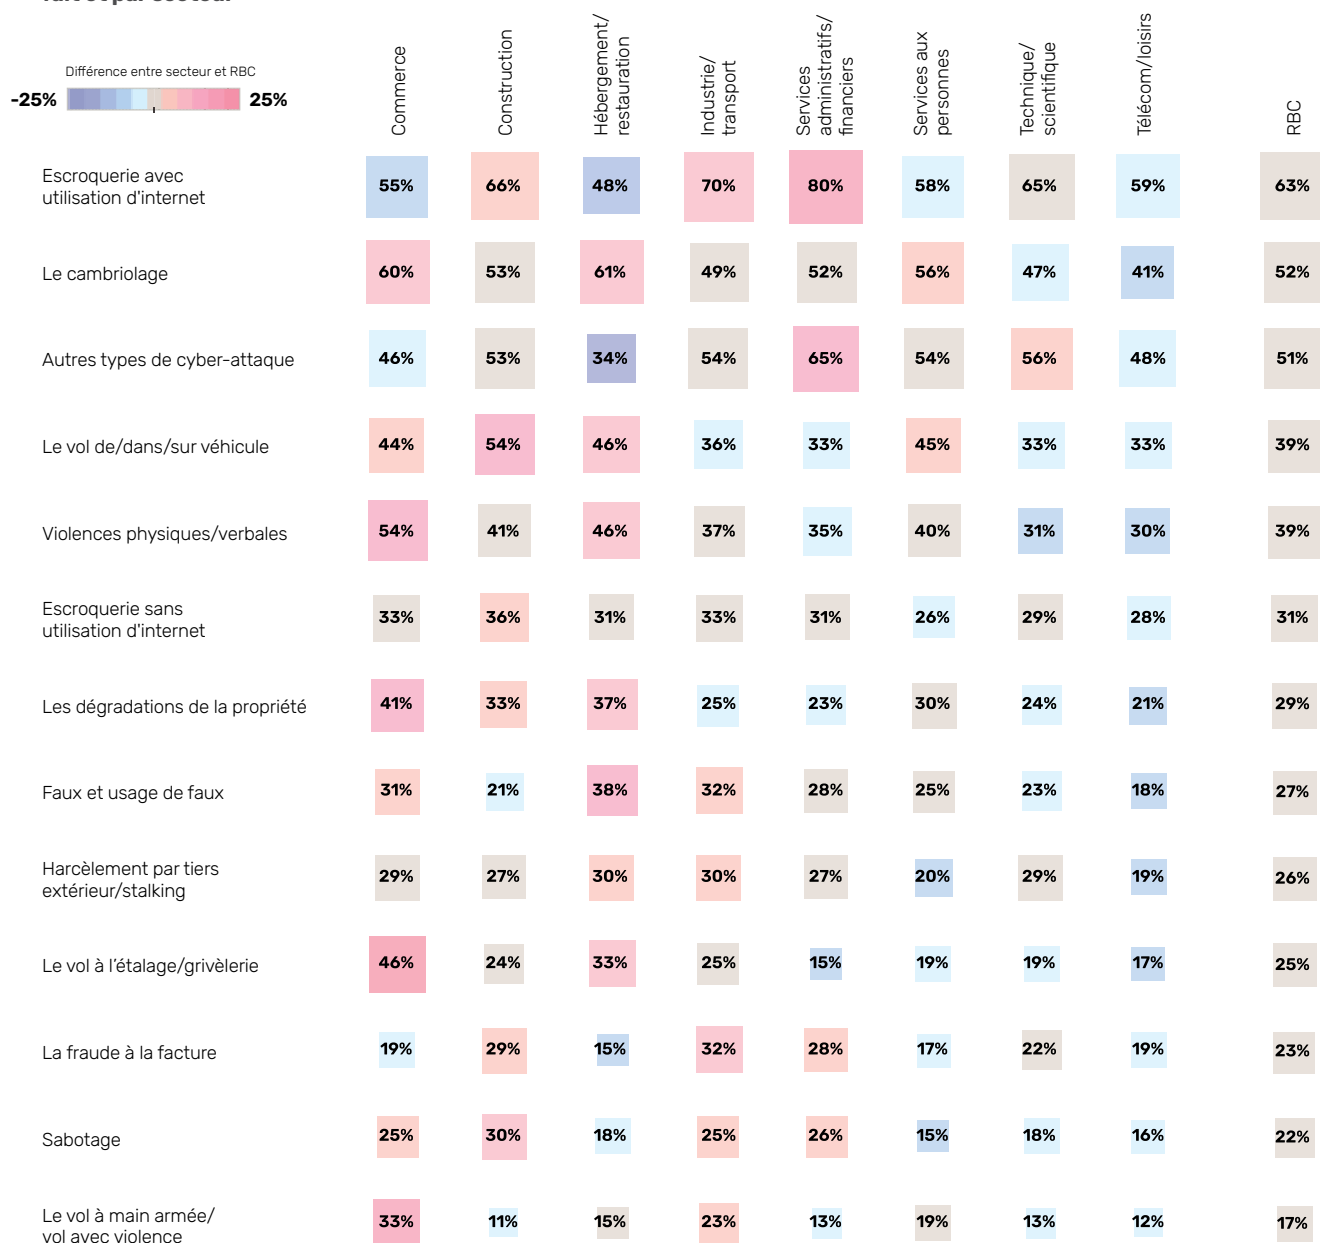 fait et par secteur
Différence entre secteur et RBC
-25% 25%
Commerce
Construction
Hébergement/
restauration
Industrie/
transport
Services
administratifs/
financiers
Services aux
personnes
Technique/
scientifique
Télécom/loisirs
RBC
Escroquerie avec
utilisation d'internet
55% 66% 48% 70% 80% 58% 65% 59% 63%
Le cambriolage
60% 53% 61% 49% 52% 56% 47% 41% 52%
Autres types de cyber-attaque
46% 53% 34% 54% 65% 54% 56% 48% 51%
Le vol de/dans/sur véhicule
44% 54% 46% 36% 33% 45% 33% 33% 39%
Violences physiques/verbales
54% 41% 46% 37% 35% 40% 31% 30% 39%
Escroquerie sans
utilisation d'internet
33% 36% 31% 33% 31% 26% 29% 28% 31%
Les dégradations de la propriété
41% 33% 37% 25% 23% 30% 24% 21% 29%
Faux et usage de faux
31% 21% 38% 32% 28% 25% 23% 18% 27%
Harcèlement par tiers
extérieur/stalking
29% 27% 30% 30% 27% 20% 29% 19% 26%
Le vol à l'étalage/grivèlerie
46% 24% 33% 25% 15% 19% 19% 17% 25%
La fraude à la facture
19% 29% 15% 32% 28% 17% 22% 19% 23%
Sabotage
25% 30% 18% 25% 26% 15% 18% 16% 22%
Le vol à main armée/
vol avec violence
33% 11% 15% 23% 13% 19% 13% 12% 17%